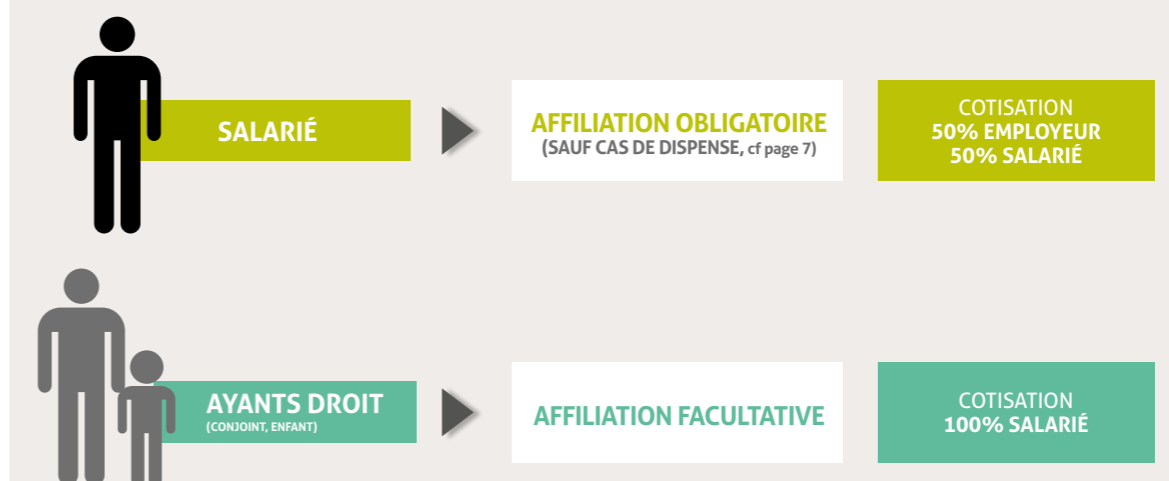 SALARIÉ
AFFILIATION OBLIGATOIRE
(SAUF CAS DE DISPENSE, cf page 7)
COTISATION
50% EMPLOYEUR
50% SALARIÉ
AYANTS DROIT
(CONJOINT, ENFANT)
AFFILIATION FACULTATIVE
COTISATION
100% SALARIÉ